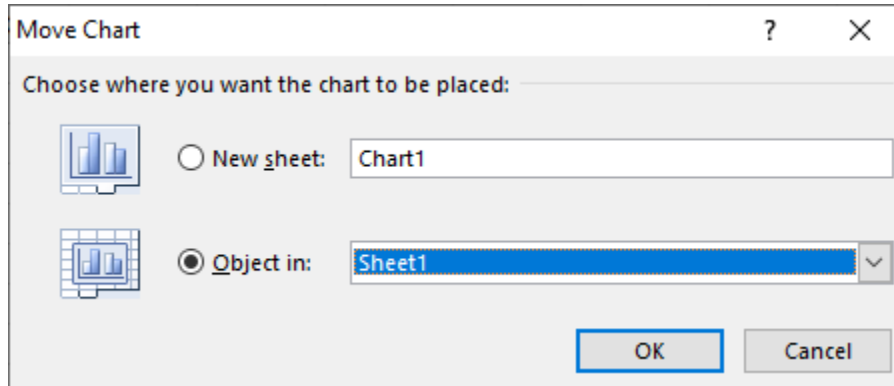 Move Chart ?
Choose where you want the chart to be placed:
New sheet: Chart1
Object in: Sheet1
OK Cancel